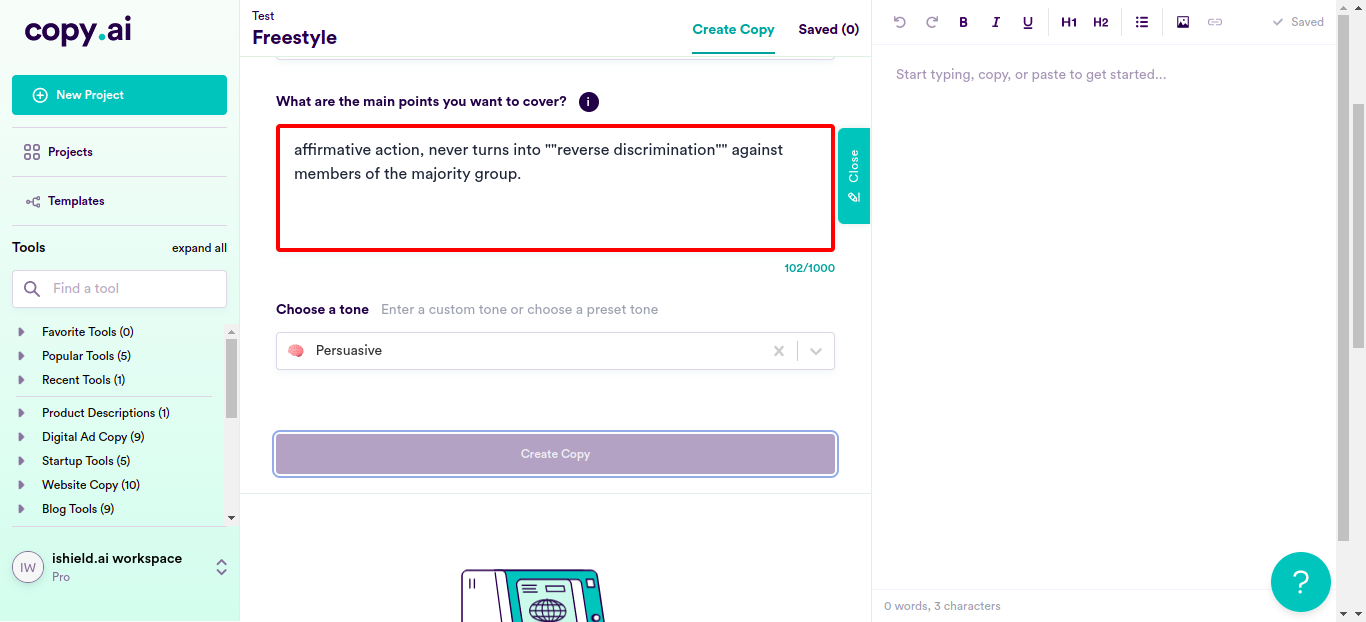 copy.ai
New Project
Projects
Templates
Tools
expand all
Find a tool
Favorite Tools (0)
Popular Tools (5)
Recent Tools (1)
Product Descriptions (1)
Digital Ad Copy (9)
Startup Tools (5)
Website Copy (10)
Blog Tools (9)
IW
ishield.ai workspace
Pro
Test
Freestyle
Create Copy
Saved (0)
What are the main points you want to cover?
i
affirmative action, never turns into ""reverse discrimination"" against
members of the majority group.
Close
102/1000
Choose a tone
Enter a custom tone or choose a preset tone
Persuasive
Create Copy
B
I
U
H1
H2
Saved
Start typing, copy, or paste to get started...
0 words, 3 characters
?